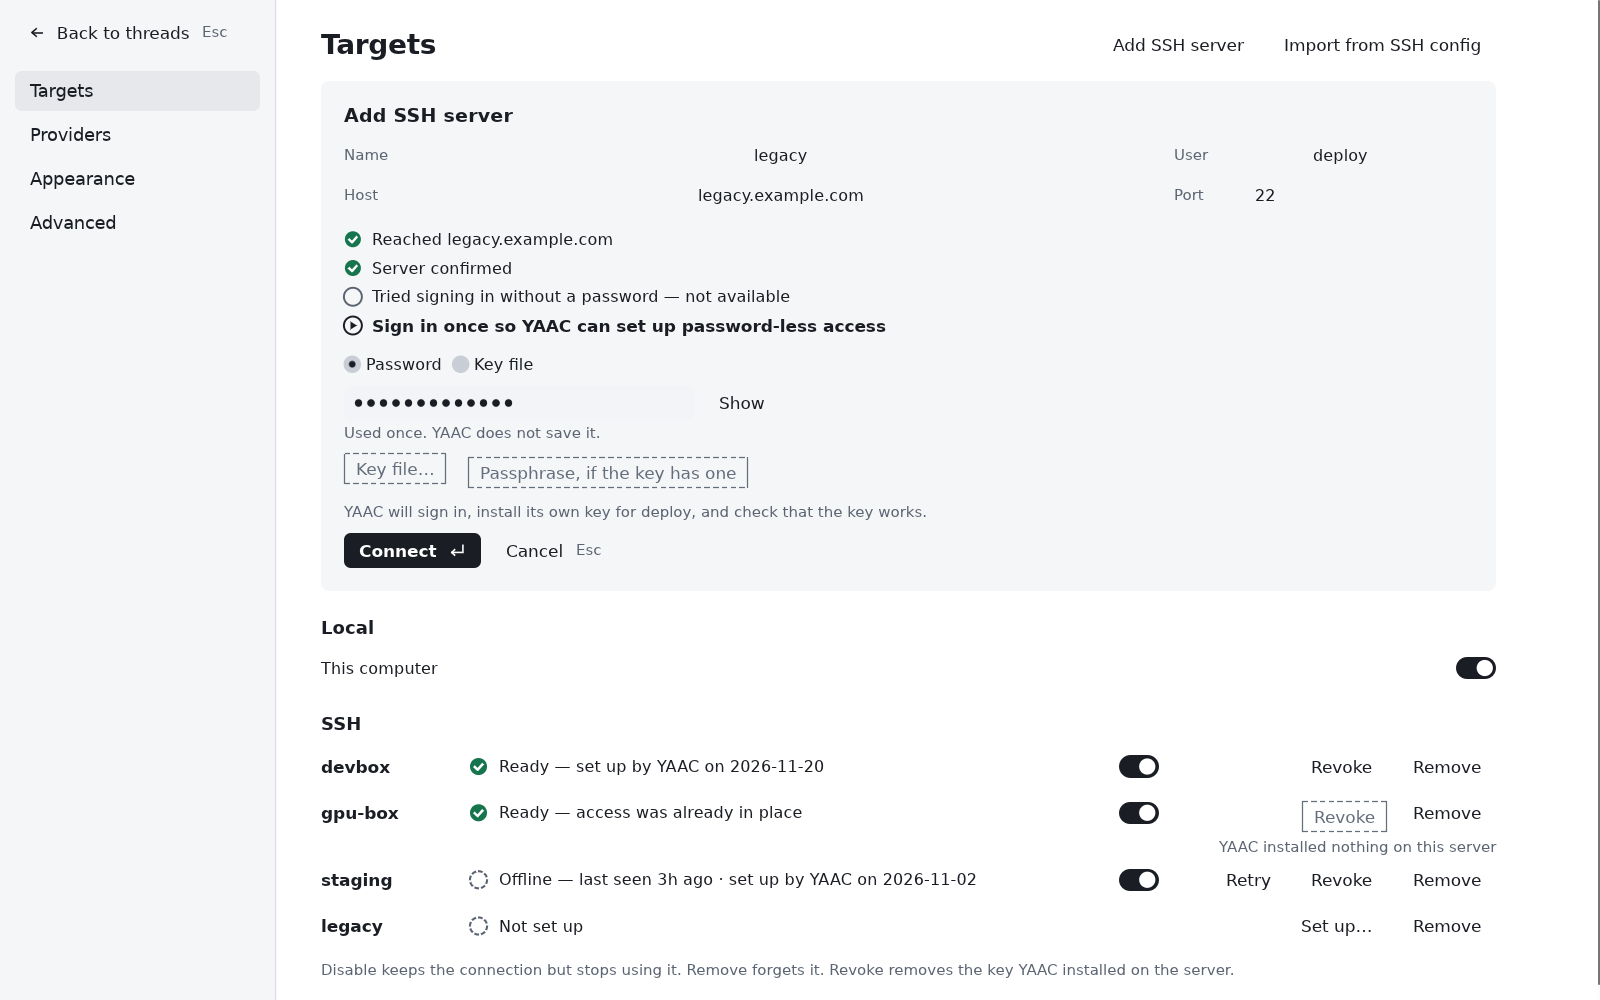 Back to threads Esc
Targets
Providers
Appearance
Advanced
Targets
Add SSH server Import from SSH config
Add SSH server
Name legacy User deploy
Host legacy.example.com Port 22
Reached legacy.example.com
Server confirmed
Tried signing in without a password — not available
Sign in once so YAAC can set up password-less access
Password Key file
•••••••••••••
Show
Used once. YAAC does not save it.
Key file… Passphrase, if the key has one
YAAC will sign in, install its own key for deploy, and check that the key works.
Connect Cancel Esc
Local
This computer
SSH
devbox Ready — set up by YAAC on 2026-11-20 Revoke Remove
gpu-box Ready — access was already in place Revoke Remove
YAAC installed nothing on this server
staging Offline — last seen 3h ago · set up by YAAC on 2026-11-02 Retry Revoke Remove
legacy Not set up Set up… Remove
Disable keeps the connection but stops using it. Remove forgets it. Revoke removes the key YAAC installed on the server.